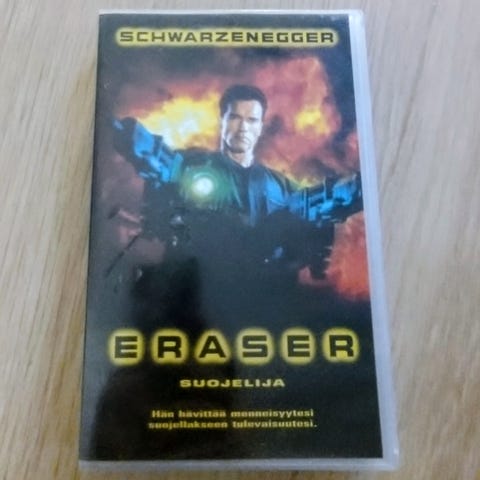 SCHWARZENEGGER
ERASER
SUOJELIJA
Hän hävittää menneisyytesi
suojellakseen tulevaisuutesi.